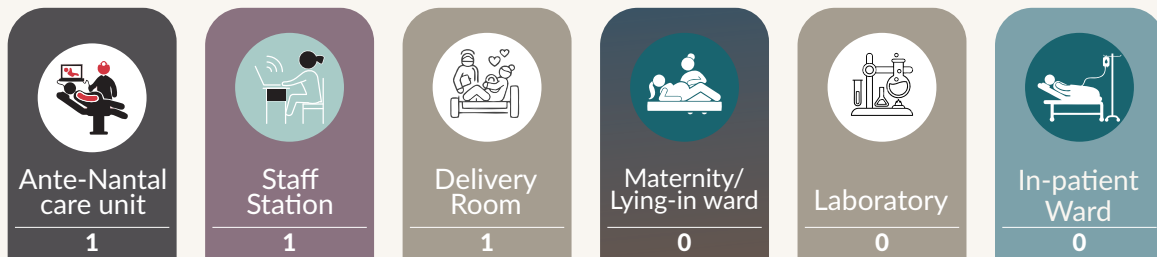 Ante-Nantal
care unit
1
Staff
Station
1
Delivery
Room
1
Maternity/
Lying-in ward
0
Laboratory
0
In-patient
Ward
0